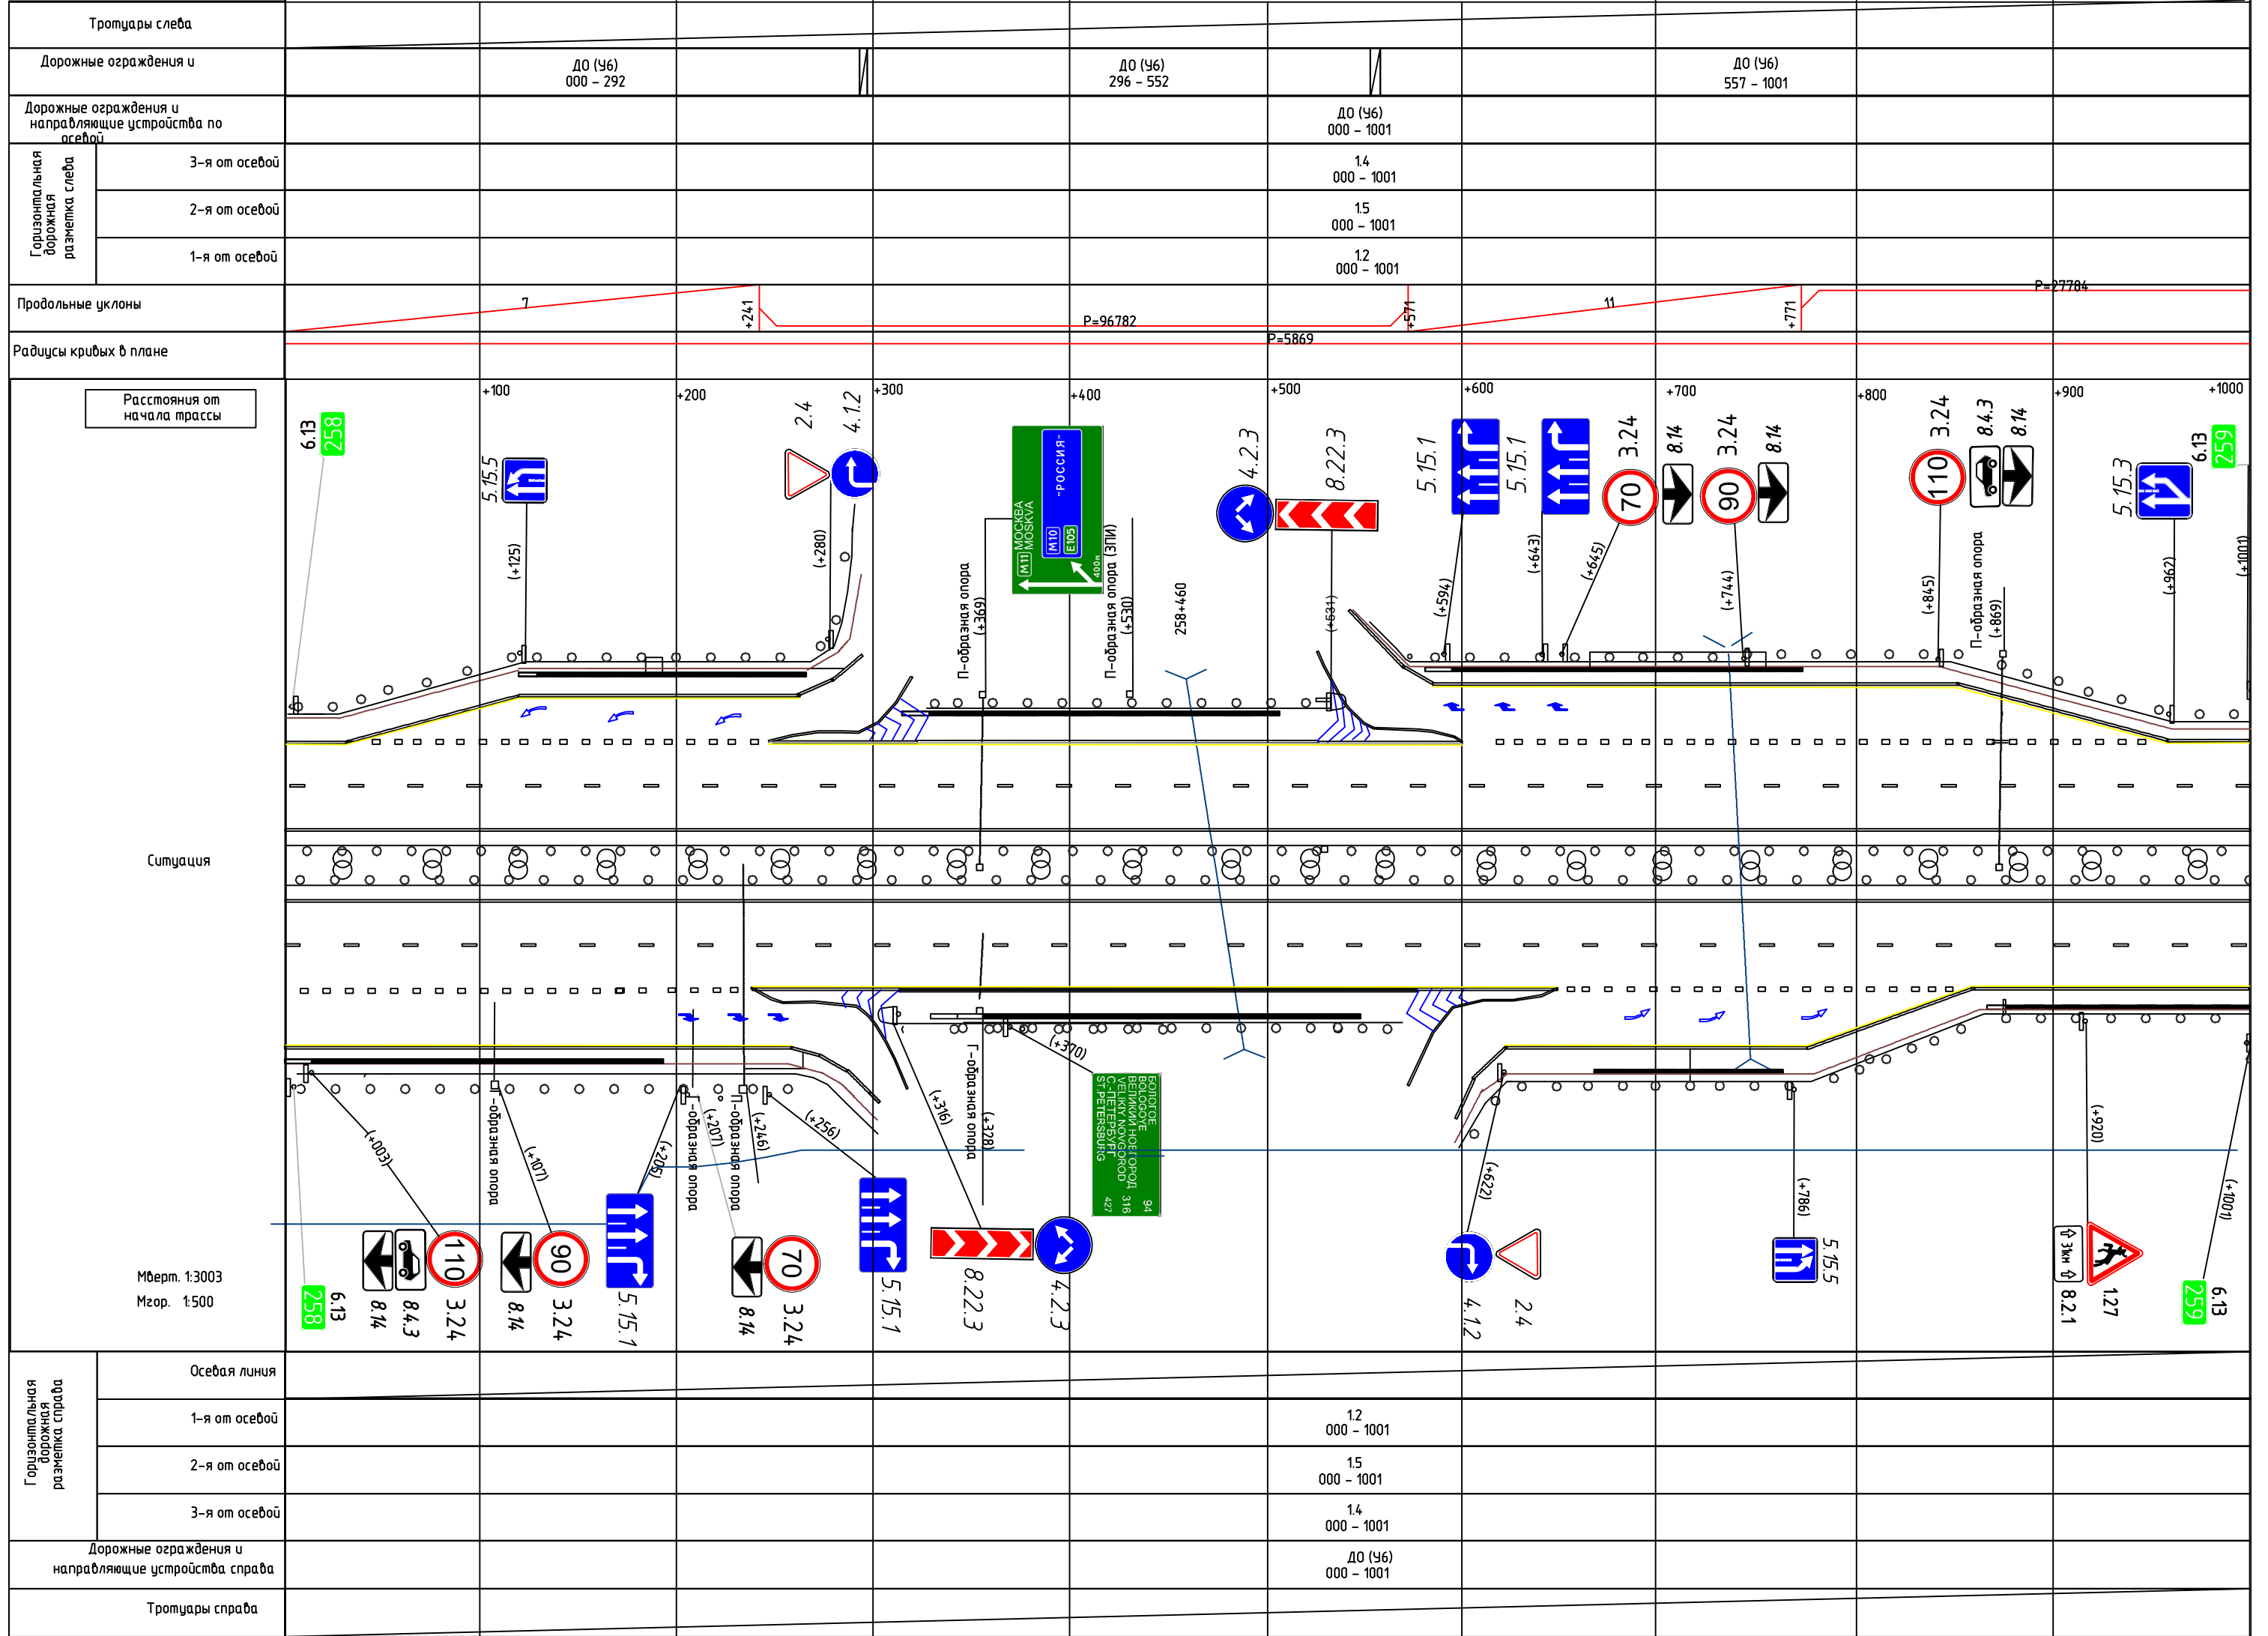 Тротуары слева
Дорожные ограждения и
ДО (У6)
000 – 292
ДО (У6)
296 – 552
ДО (У6)
557 – 1001
Дорожные ограждения и
направляющие устройства по
осевой
ДО (У6)
000 – 1001
Горизонтальная
дорожная
разметка слева
3-я от осевой
1.4
000 – 1001
2-я от осевой
1.5
000 – 1001
1-я от осевой
1.2
000 – 1001
Продольные уклоны
7
+241
Р=96782
+571
11
+771
Р=27784
Радиусы кривых в плане
Р=5869
Расстояния от
начала трассы
+100
+200
+300
+400
+500
+600
+700
+800
+900
+1000
6.13
258
5.15.5
(+125)
2.4
4.1.2
(+280)
П-образная опора
(+369)
М11 МОСКВА
MOSKVA
М10
"РОССИЯ"
Е105
400м
П-образная опора (ЗПИ)
(+530)
258+460
4.2.3
8.22.3
(+531)
5.15.1
(+594)
5.15.1
(+643)
3.24
70
8.14
(+645)
3.24
90
8.14
(+744)
3.24
110
8.4.3
8.14
(+845)
П-образная опора
(+869)
5.15.3
(+962)
6.13
259
(+1001)
Ситуация
Мверт. 1:3003
Мгор. 1:500
258
6.13
(+003)
8.14
8.4.3
110
3.24
Г-образная опора
(+107)
8.14
90
3.24
(+205)
5.15.1
-образная опора
(+207)
8.14
70
3.24
П-образная опора
(+246)
(+256)
5.15.1
(+316)
8.22.3
4.2.3
Г-образная опора
(+328)
(+370)
БОЛОГОЕ
BOLOGOYE 94
ВЕЛИКИЙ НОВГОРОД
VELIKIY NOVGOROD 316
С.-ПЕТЕРБУРГ
ST.PETERSBURG 427
(+622)
4.1.2
2.4
(+786)
5.15.5
(+920)
3км
8.2.1
1.27
(+1001)
259
6.13
Горизонтальная
дорожная
разметка справа
Осевая линия
1-я от осевой
1.2
000 – 1001
2-я от осевой
1.5
000 – 1001
3-я от осевой
1.4
000 – 1001
Дорожные ограждения и
направляющие устройства справа
ДО (У6)
000 – 1001
Тротуары справа